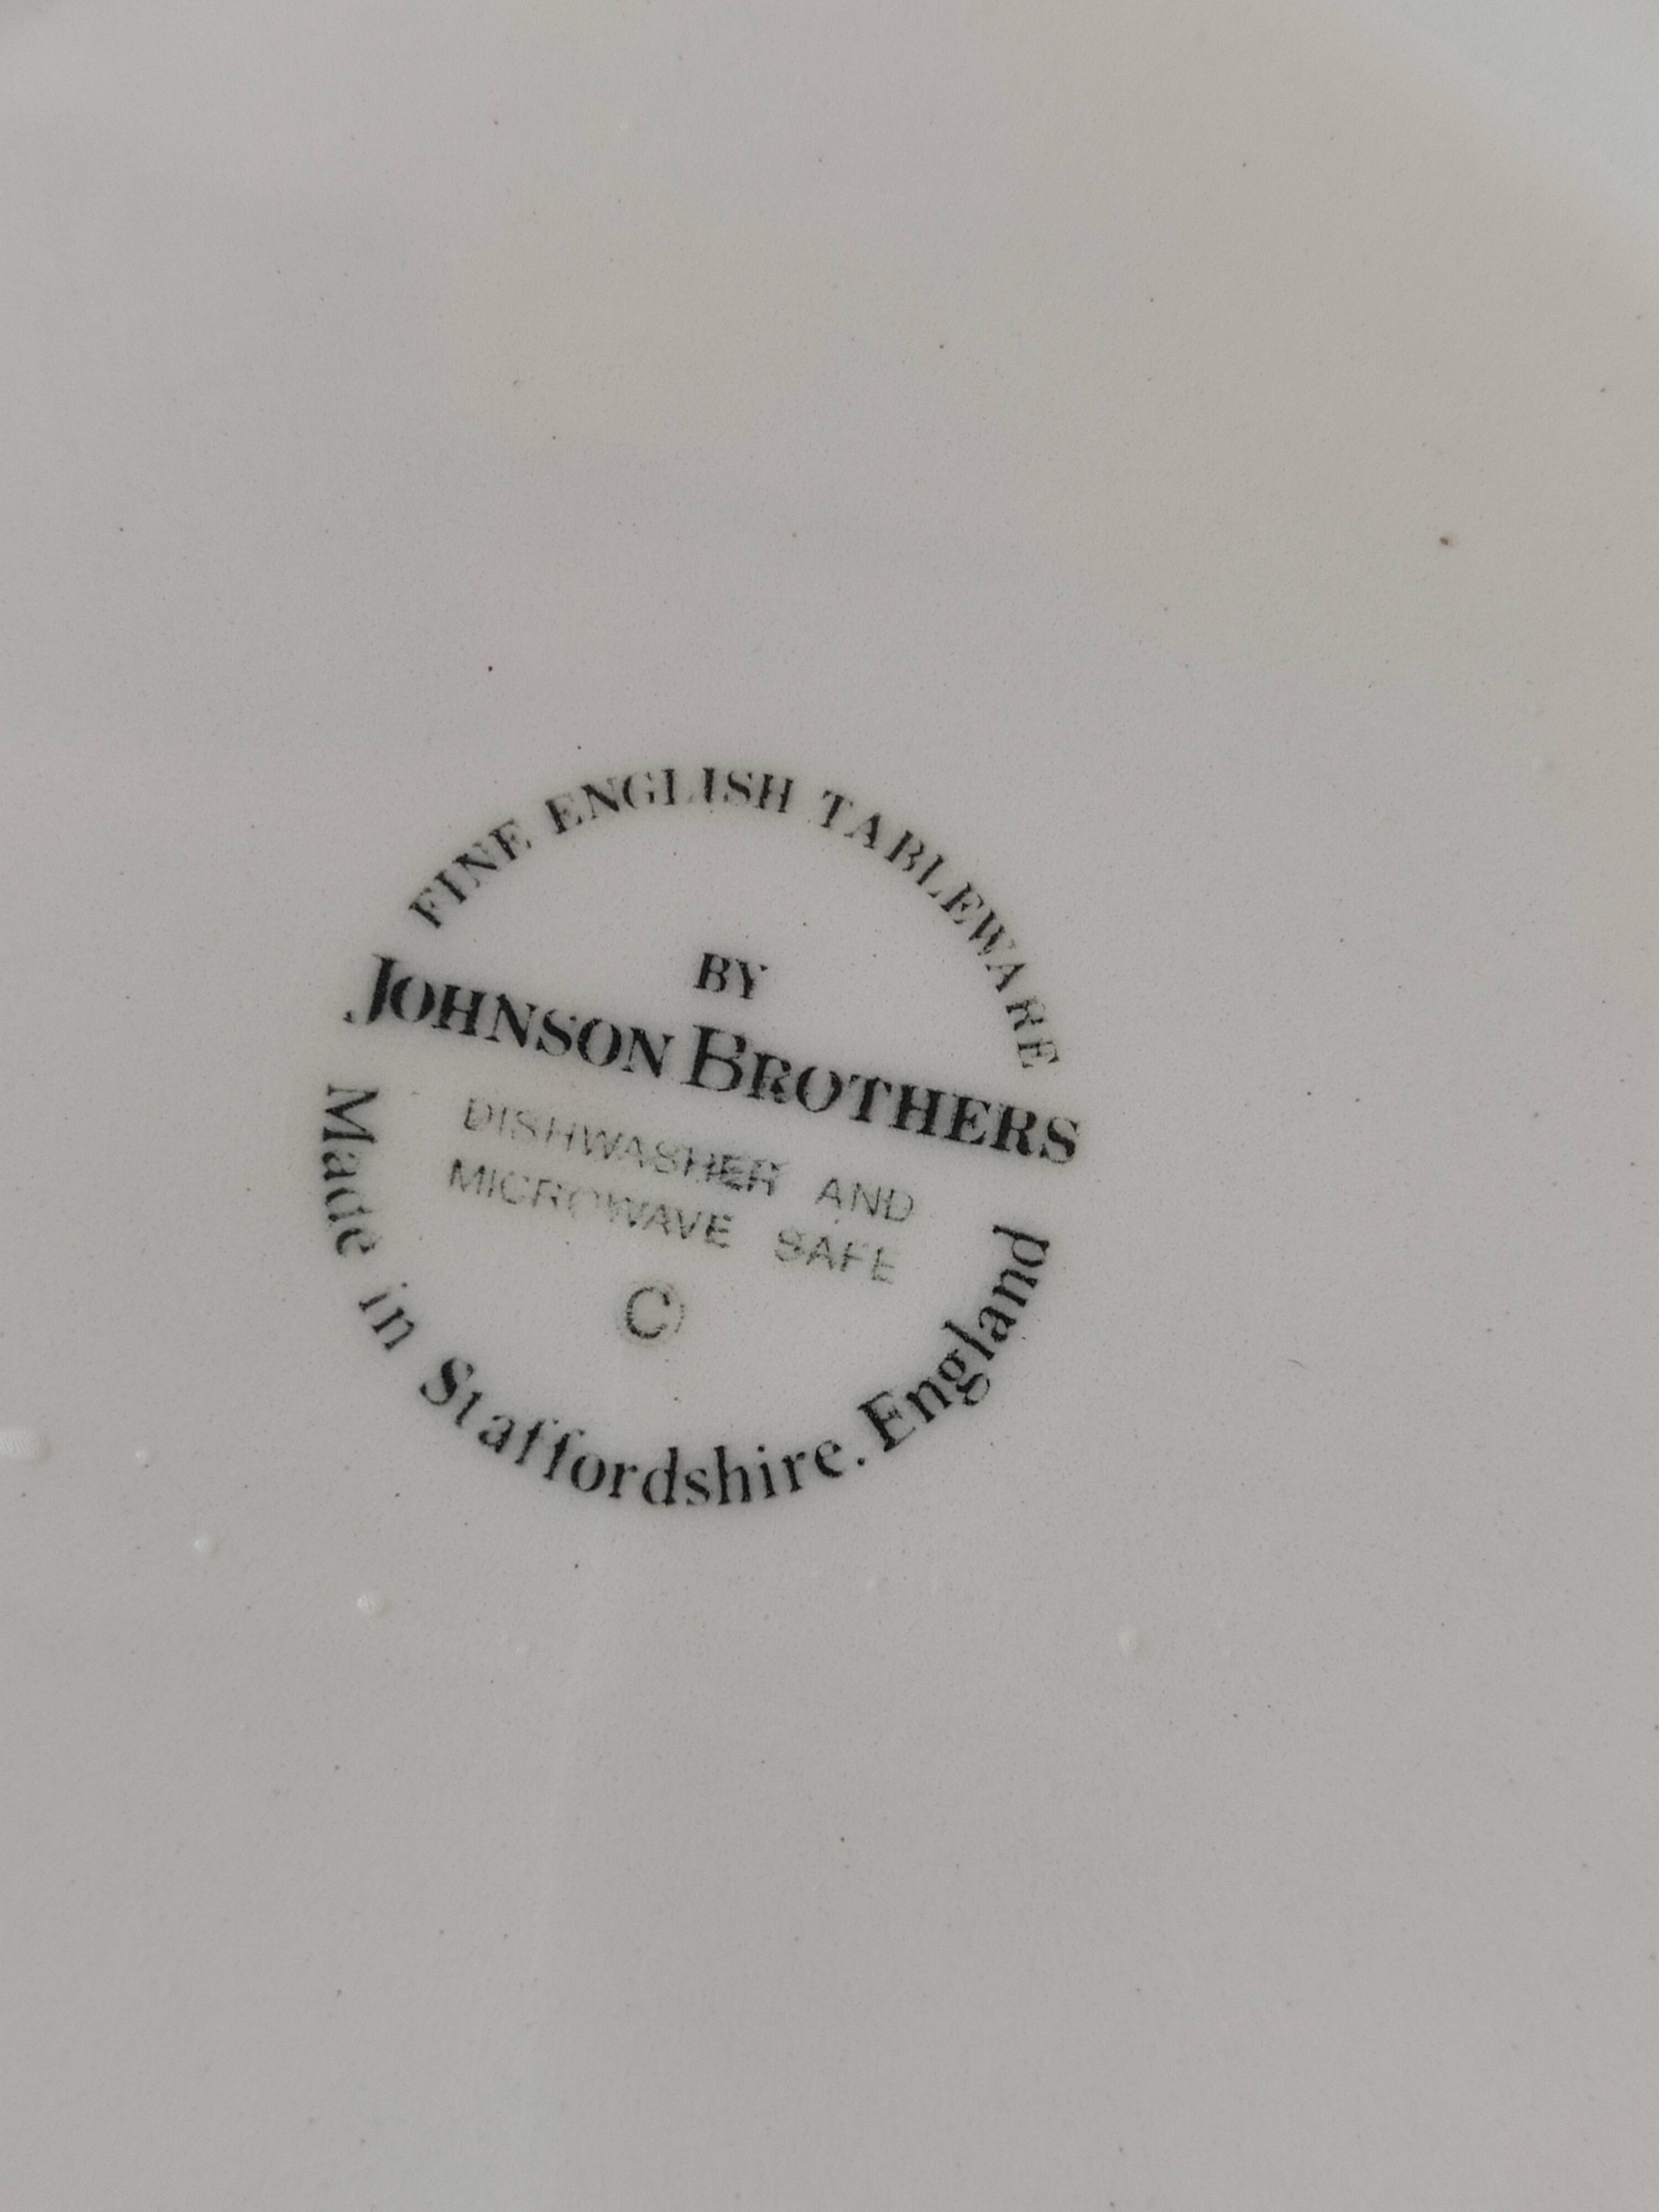 FINE ENGLISH TABLEWARE
BY
JOHNSON BROTHERS
DISHWASHER AND
MICROWAVE SAFE
©
Made in Staffordshire. England